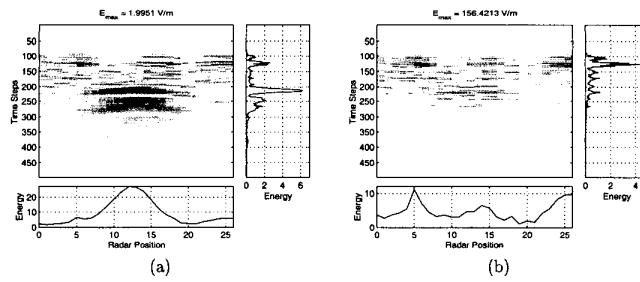 E_max = 1.9951 V/m
50
100
150
200
250
300
350
400
450
Time Steps
0 2 4 6
Energy
20
10
0
Energy
0 5 10 15 20 25
Radar Position
(a)
E_max = 156.4213 V/m
50
100
150
200
250
300
350
400
450
Time Steps
0 2 4
Energy
10
5
0
Energy
0 5 10 15 20 25
Radar Position
(b)